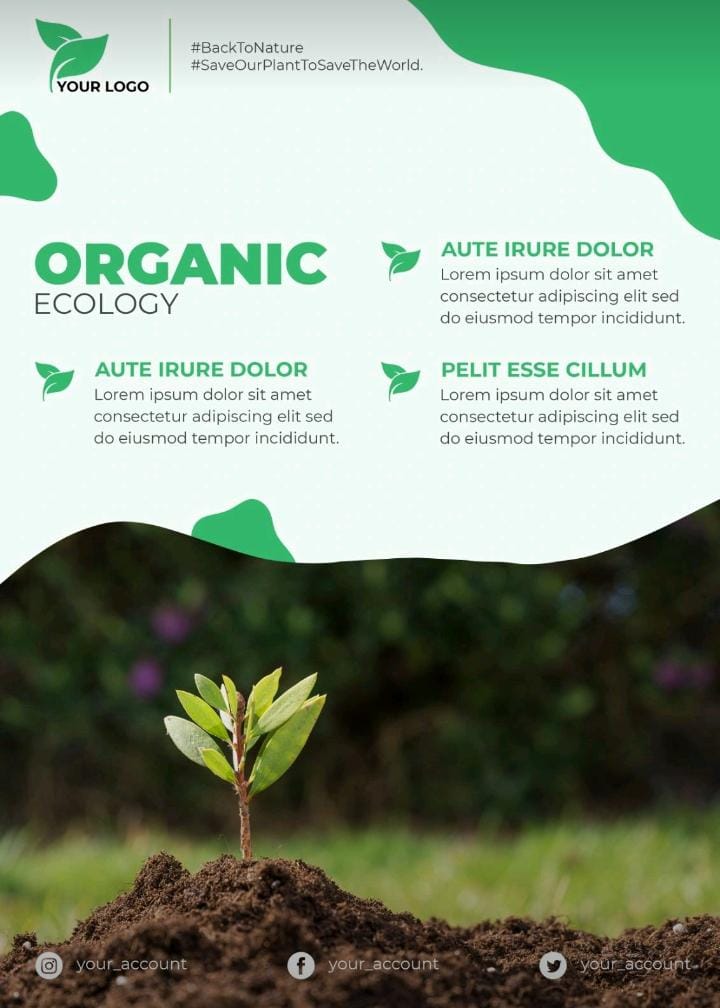 YOUR LOGO
#BackToNature
#SaveOurPlantToSaveTheWorld.
ORGANIC
ECOLOGY
AUTE IRURE DOLOR
Lorem ipsum dolor sit amet
consectetur adipiscing elit sed
do eiusmod tempor incididunt.
AUTE IRURE DOLOR
Lorem ipsum dolor sit amet
consectetur adipiscing elit sed
do eiusmod tempor incididunt.
PELIT ESSE CILLUM
Lorem ipsum dolor sit amet
consectetur adipiscing elit sed
do eiusmod tempor incididunt.
your_account
your_account
your_account